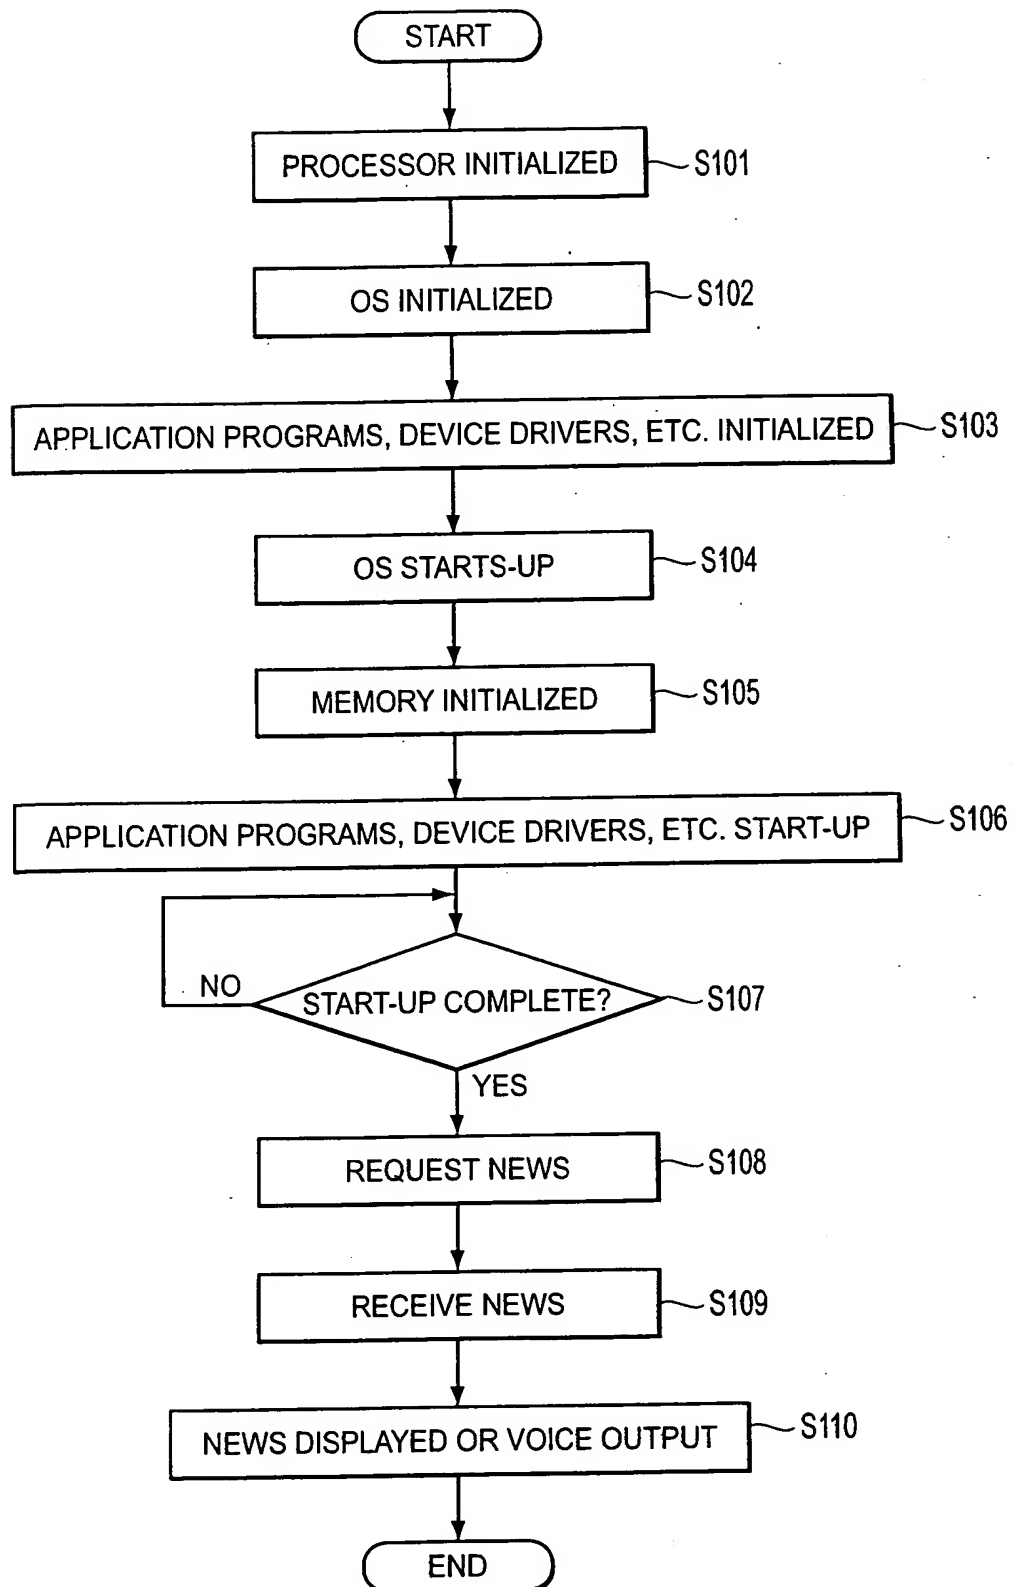 START
PROCESSOR INITIALIZED
S101
OS INITIALIZED
S102
APPLICATION PROGRAMS, DEVICE DRIVERS, ETC. INITIALIZED
S103
OS STARTS-UP
S104
MEMORY INITIALIZED
S105
APPLICATION PROGRAMS, DEVICE DRIVERS, ETC. START-UP
S106
NO
START-UP COMPLETE?
S107
YES
REQUEST NEWS
S108
RECEIVE NEWS
S109
NEWS DISPLAYED OR VOICE OUTPUT
S110
END